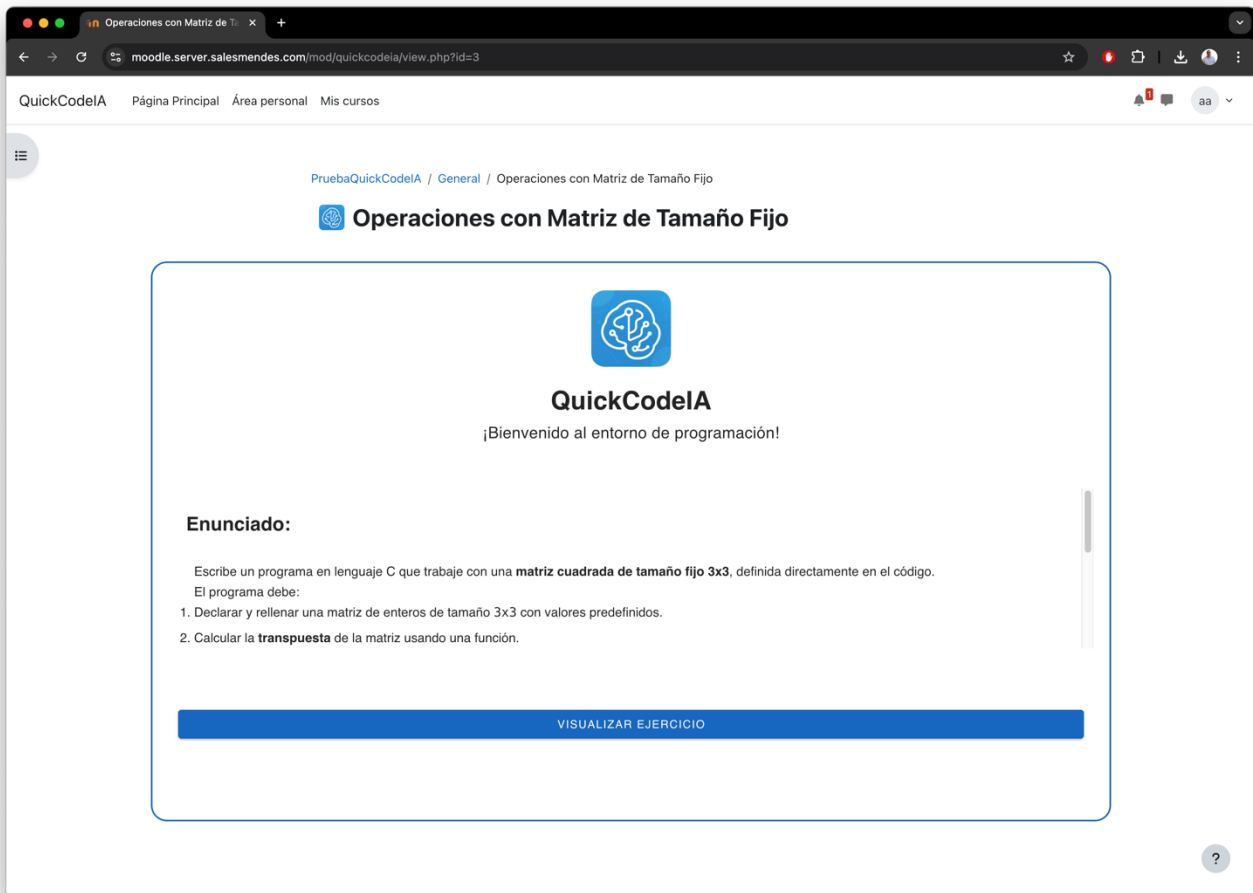 Operaciones con Matriz de Ta
moodle.server.salesmendes.com/mod/quickcodeia/view.php?id=3
QuickCodeIA Página Principal Área personal Mis cursos 1 aa
PruebaQuickCodeIA / General / Operaciones con Matriz de Tamaño Fijo
Operaciones con Matriz de Tamaño Fijo
QuickCodeIA
¡Bienvenido al entorno de programación!
Enunciado:
Escribe un programa en lenguaje C que trabaje con una matriz cuadrada de tamaño fijo 3x3, definida directamente en el código.
El programa debe:
1. Declarar y rellenar una matriz de enteros de tamaño 3x3 con valores predefinidos.
2. Calcular la transpuesta de la matriz usando una función.
VISUALIZAR EJERCICIO
?